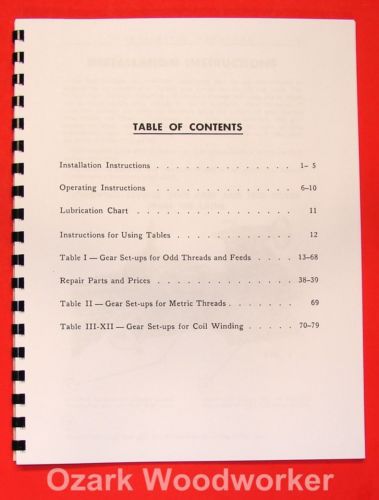 TABLE OF CONTENTS
Installation Instructions . . . . . . . . . . . . . . 1– 5
Operating Instructions . . . . . . . . . . . . . . 6–10
Lubrication Chart . . . . . . . . . . . . . . . . 11
Instructions for Using Tables . . . . . . . . . . . . 12
Table I — Gear Set-ups for Odd Threads and Feeds . . . . 13–68
Repair Parts and Prices . . . . . . . . . . . . . . 38–39
Table II — Gear Set-ups for Metric Threads . . . . . . . 69
Table III-XII — Gear Set-ups for Coil Winding . . . . . 70–79
Ozark Woodworker